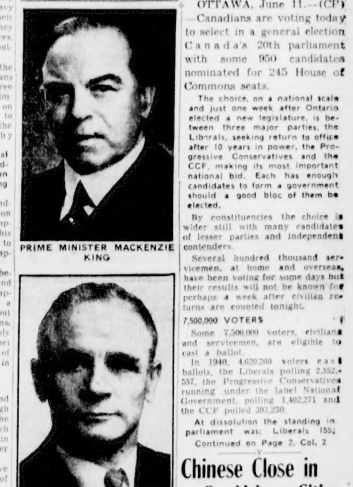 OTTAWA, June 11.—(CP)
—Canadians are voting today
to select in a general election
Canada's 20th parliament
with some 950 candidates
nominated for 245 House of
Commons seats.
The choice, on a national scale
and just one week after Ontario
elected a new legislature, is be-
tween three major parties, the
Liberals, seeking return to office
after 10 years in power, the Pro-
gressive Conservatives and the
CCF, making its most important
national bid. Each has enough
candidates to form a government
should a good bloc of them be
elected.
By constituencies the choice is
wider still with many candidates
of lesser parties and independent
contenders.
Several hundred thousand ser-
vicemen, at home and overseas,
have been voting for some days but
their results will not be known for
perhaps a week after civilian re-
turns are counted tonight.
7,500,000 VOTERS
Some 7,500,000 voters, civilians
and servicemen, are eligible to
cast a ballot.
In 1940, 4,620,260 voters cast
ballots, the Liberals polling 2,352,-
the Progressive Conservatives
running under the label National
Government, polling 1,402,271 and
the CCF polled
At dissolution the standing in
parliament was: Liberals 155;
Continued on Page 2, Col. 2
Chinese Close in
PRIME MINISTER MACKENZIE
KING